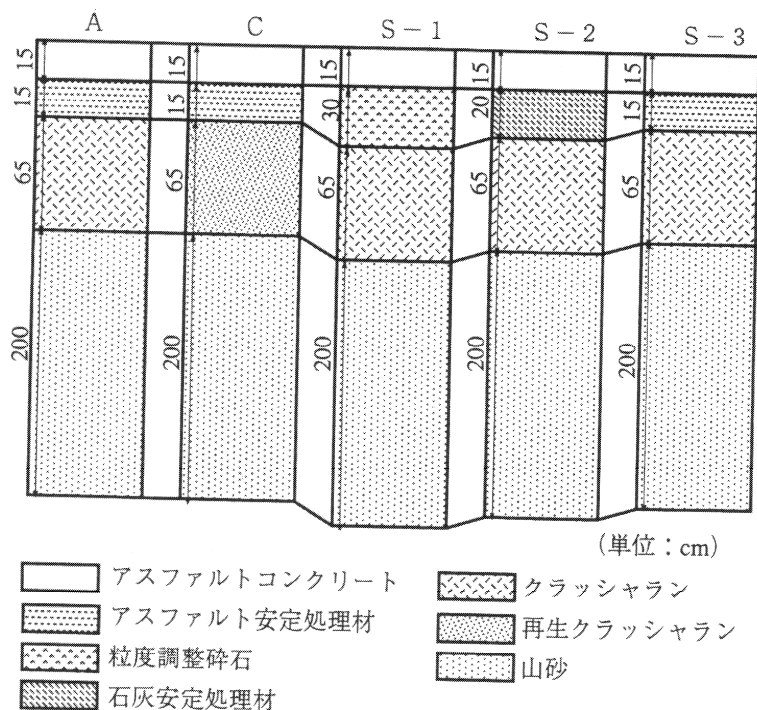 A C S－1 S－2 S－3
15 15 15 15 15
15 15 30 20 15
65 65 65 65 65
200 200 200 200 200
(単位：cm)
アスファルトコンクリート
アスファルト安定処理材
粒度調整砕石
石灰安定処理材
クラッシャラン
再生クラッシャラン
山砂